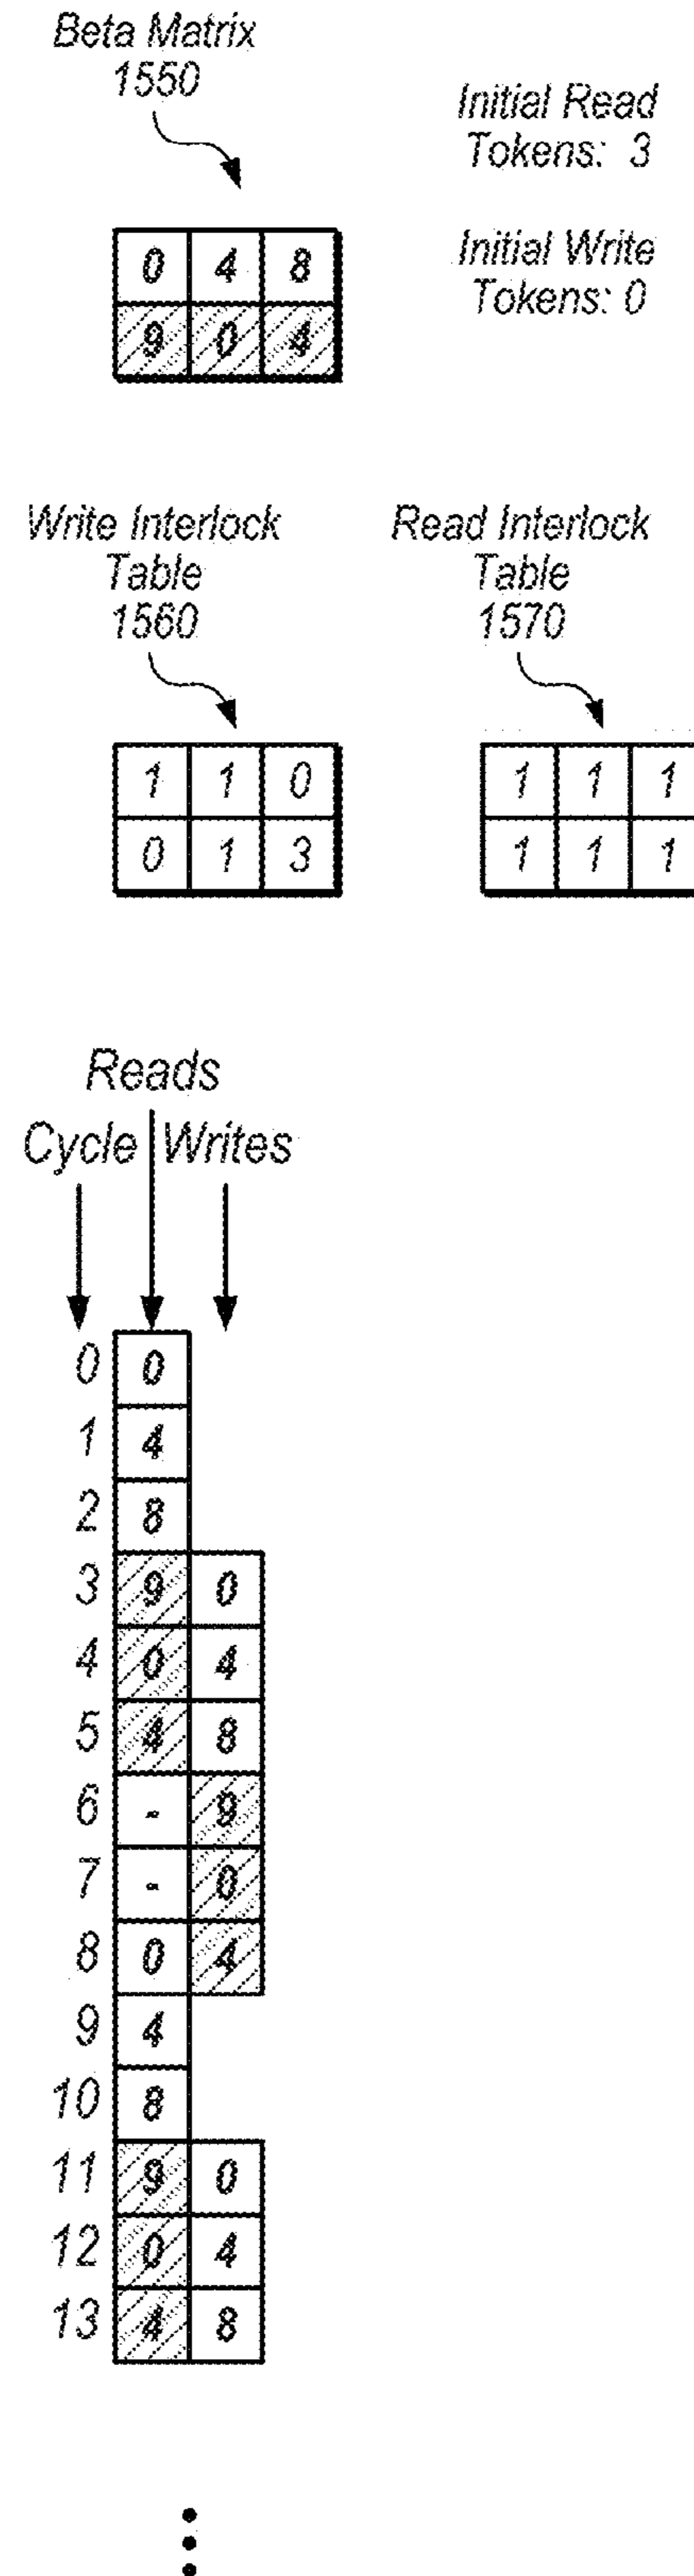 Beta Matrix
1550
Initial Read
Tokens: 3
Initial Write
Tokens: 0
0 4 8
9 0 4
Write Interlock
Table
1560
Read Interlock
Table
1570
1 1 0
0 1 3
1 1 1
1 1 1
Reads
Cycle Writes
0 0
1 4
2 8
3 9 0
4 0 4
5 4 8
6 - 9
7 - 0
8 0 4
9 4
10 8
11 9 0
12 0 4
13 4 8